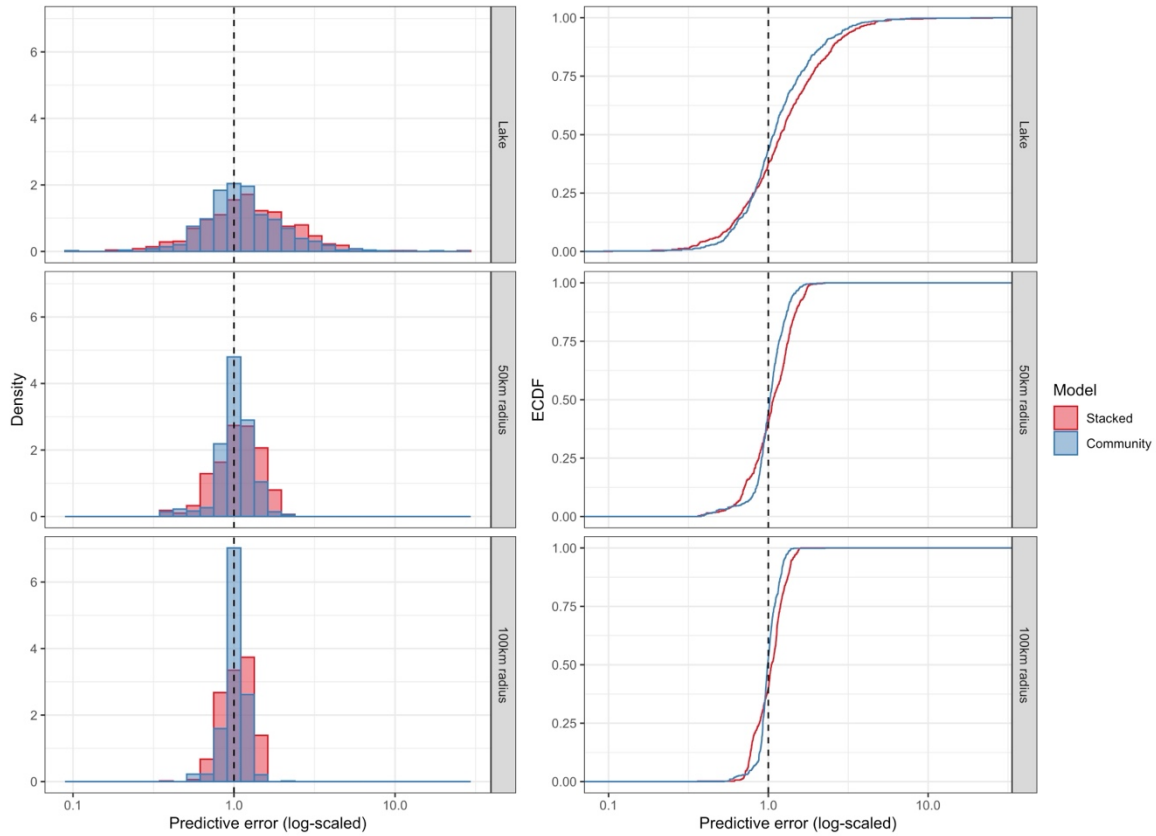 6
4
2
0
Lake
1.00
0.75
0.50
0.25
0.00
Lake
Density
6
4
2
0
50km radius
ECDF
1.00
0.75
0.50
0.25
0.00
50km radius
Model
Stacked
Community
6
4
2
0
100km radius
1.00
0.75
0.50
0.25
0.00
100km radius
0.1 1.0 10.0
Predictive error (log-scaled)
0.1 1.0 10.0
Predictive error (log-scaled)